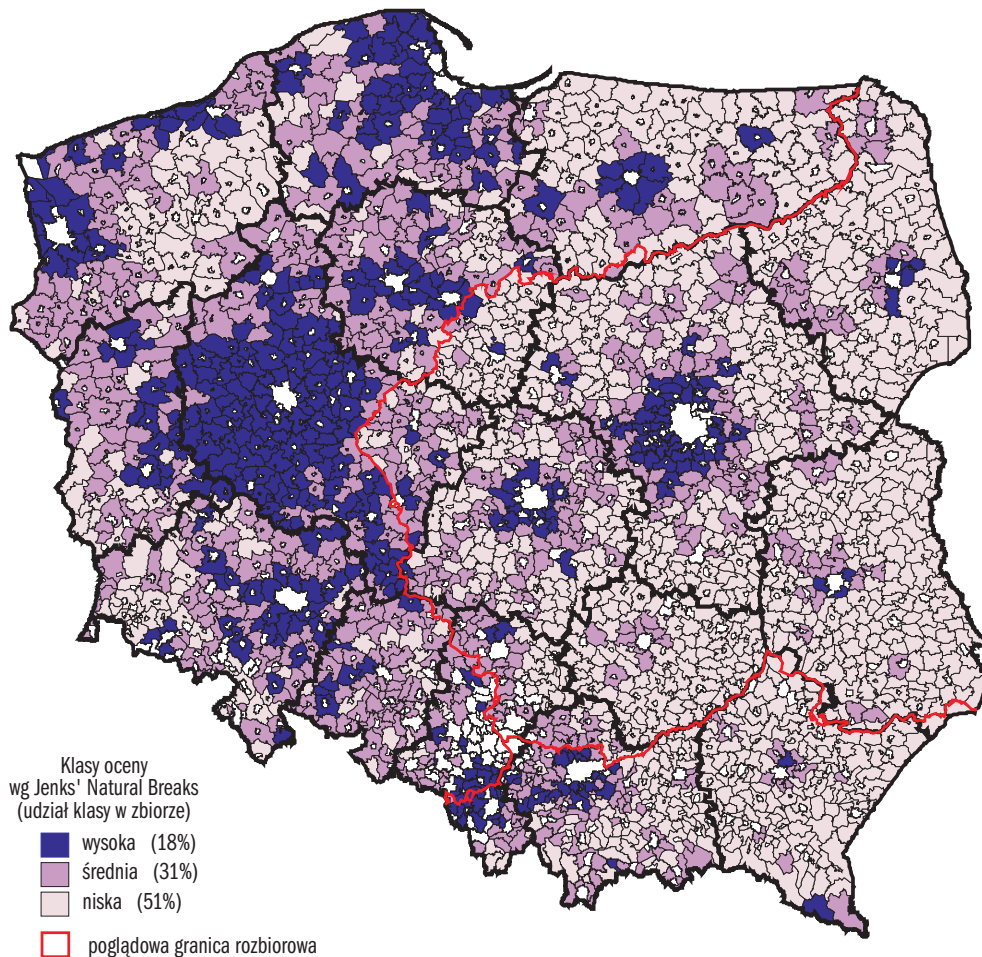 Klasy oceny
wg Jenks' Natural Breaks
(udział klasy w zbiorze)
wysoka (18%)
średnia (31%)
niska (51%)
poglądowa granica rozbiorowa